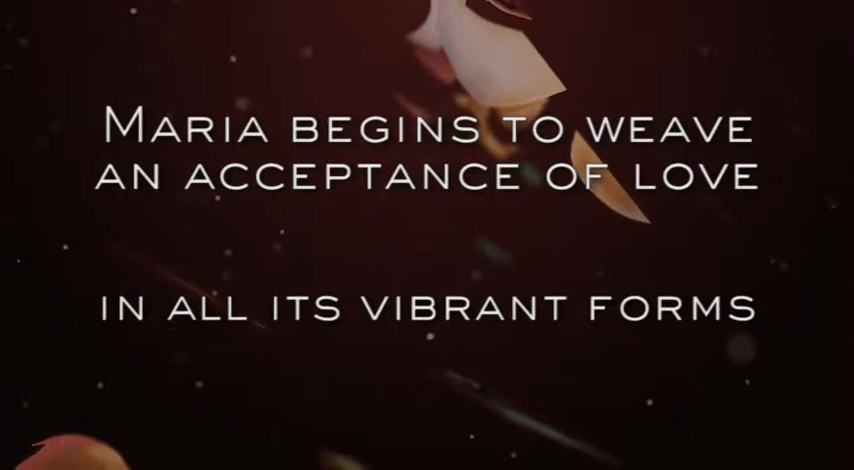 MARIA BEGINS TO WEAVE
AN ACCEPTANCE OF LOVE
IN ALL ITS VIBRANT FORMS